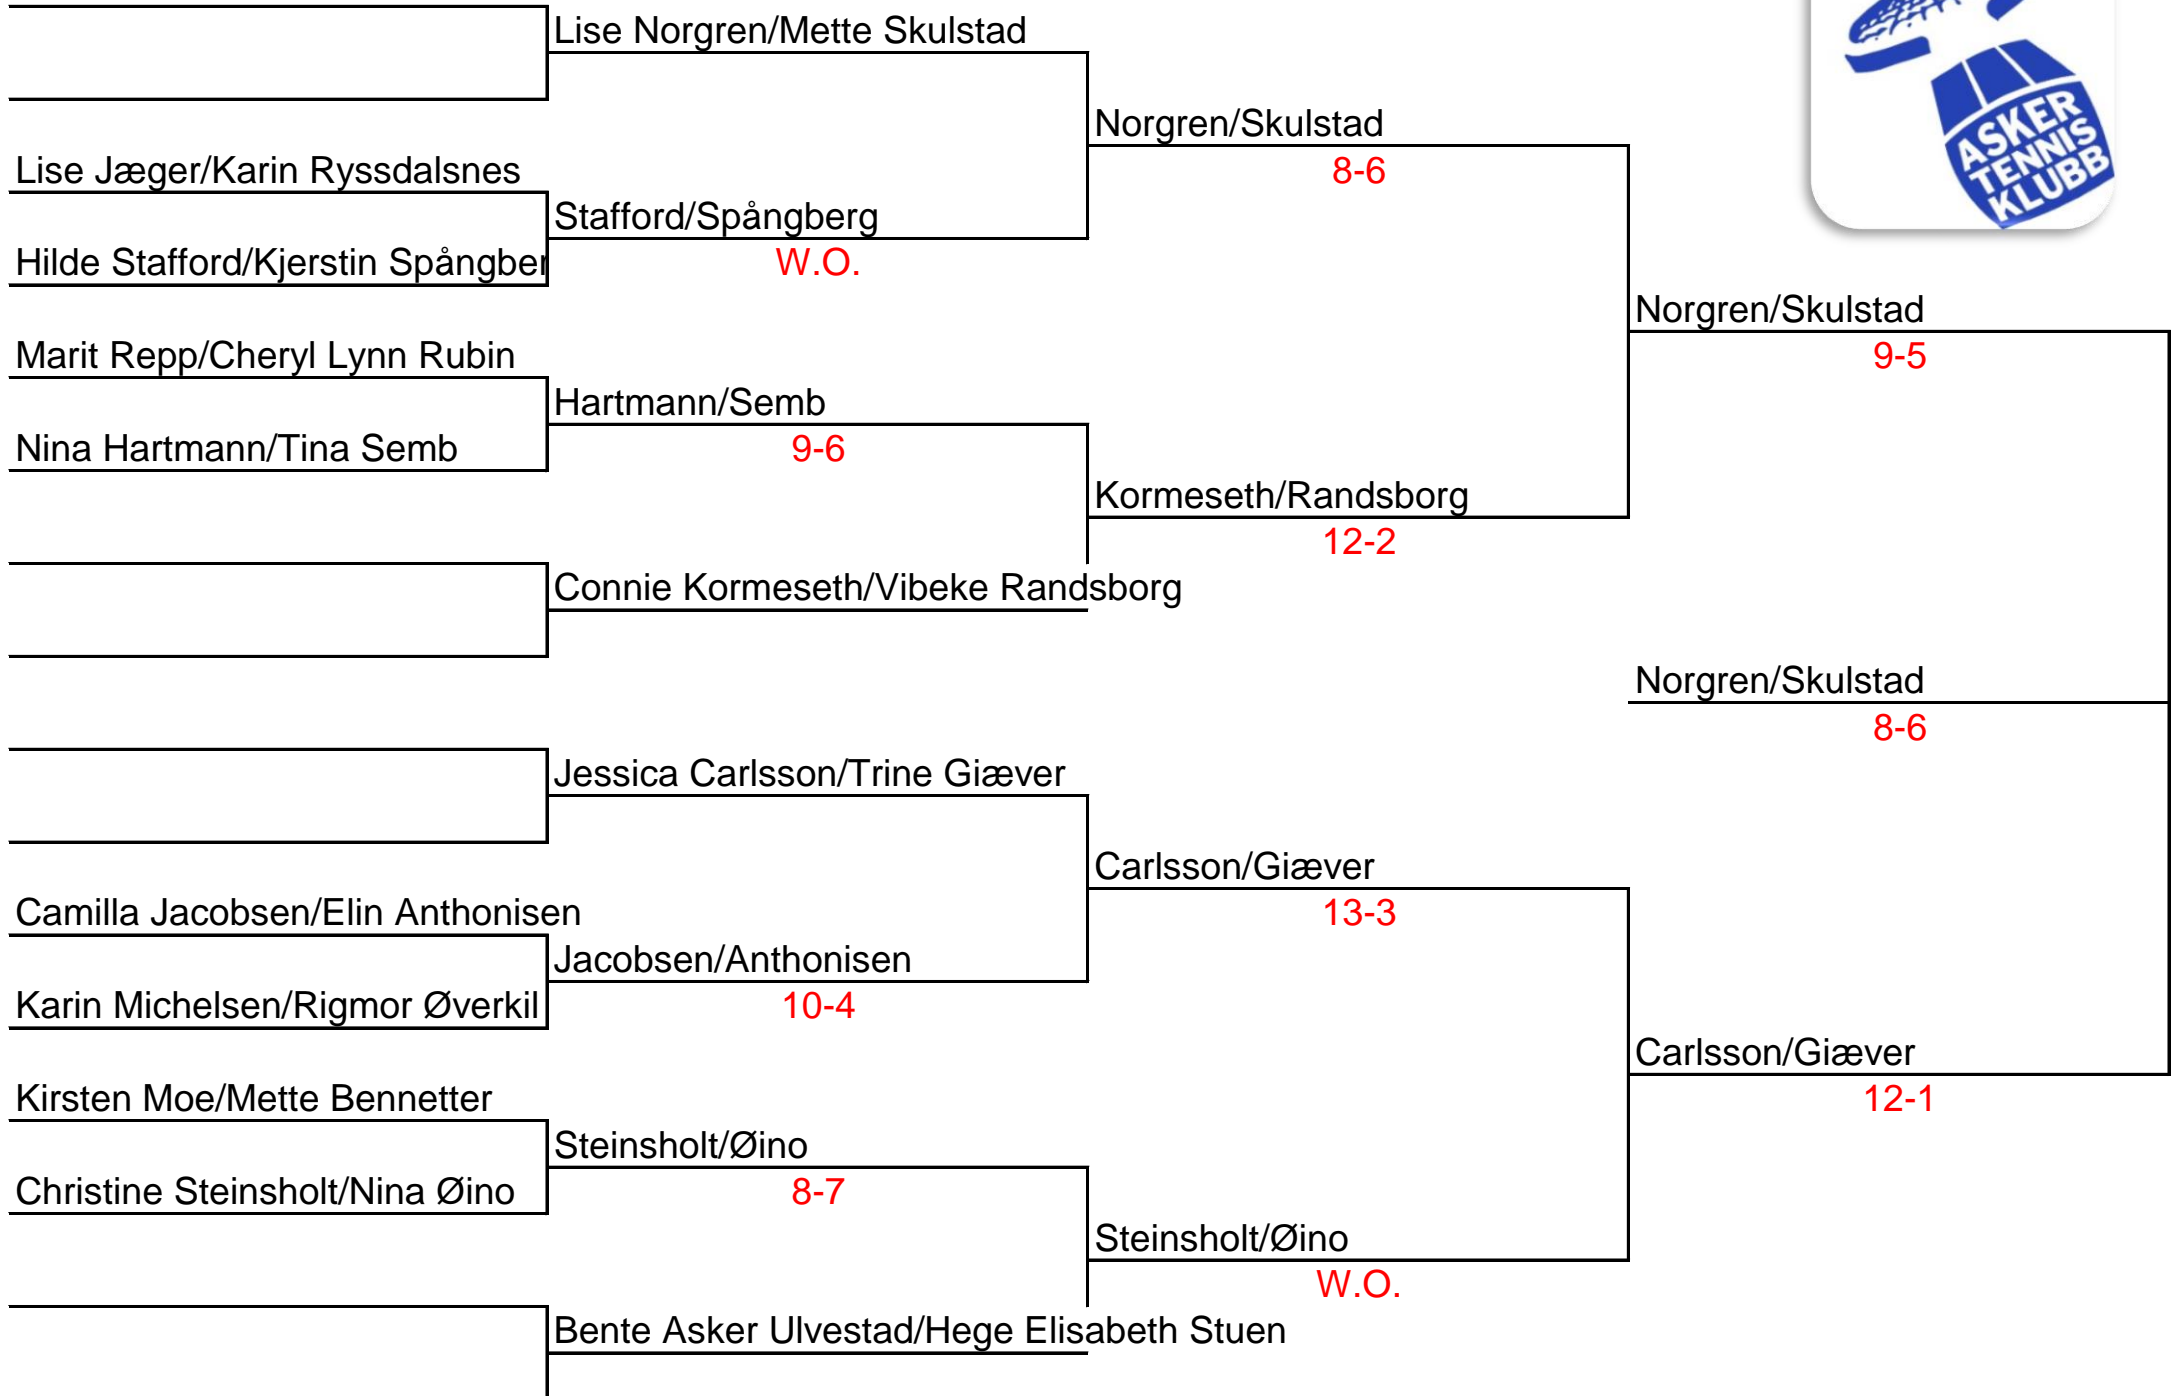 Lise Norgren/Mette Skulstad
ASKER
TENNIS
KLUBB
Norgren/Skulstad
Lise Jæger/Karin Ryssdalsnes
8-6
Stafford/Spångberg
Hilde Stafford/Kjerstin Spångber
W.O.
Norgren/Skulstad
Marit Repp/Cheryl Lynn Rubin
9-5
Hartmann/Semb
Nina Hartmann/Tina Semb
9-6
Kormeseth/Randsborg
12-2
Connie Kormeseth/Vibeke Randsborg
Norgren/Skulstad
8-6
Jessica Carlsson/Trine Giæver
Carlsson/Giæver
Camilla Jacobsen/Elin Anthonisen
13-3
Jacobsen/Anthonisen
Karin Michelsen/Rigmor Øverkil
10-4
Carlsson/Giæver
Kirsten Moe/Mette Bennetter
12-1
Steinsholt/Øino
Christine Steinsholt/Nina Øino
8-7
Steinsholt/Øino
W.O.
Bente Asker Ulvestad/Hege Elisabeth Stuen